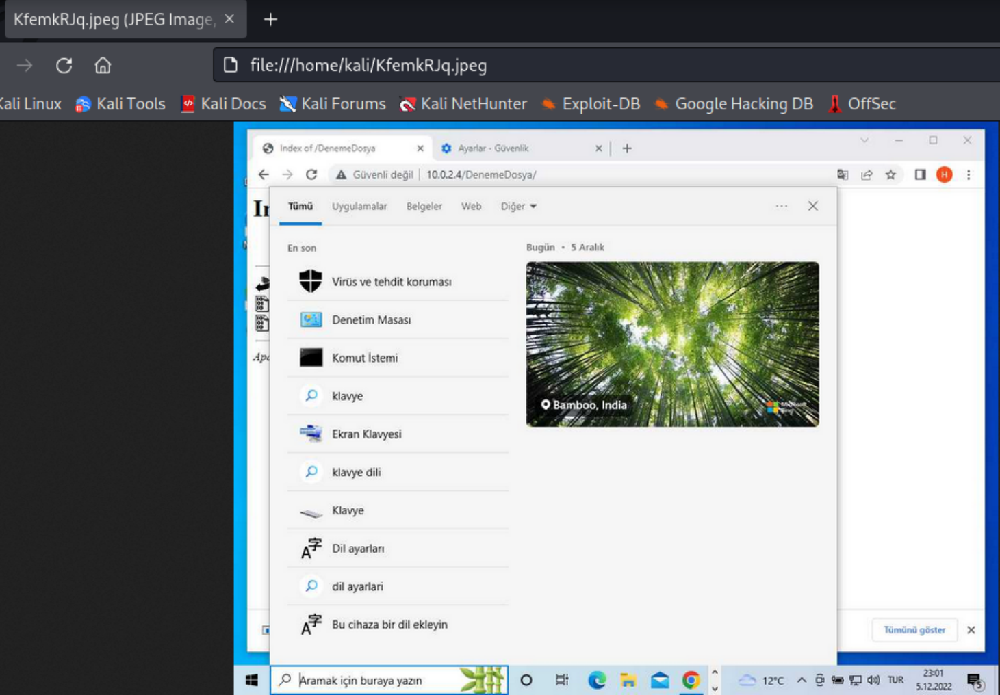 KfemkRJq.jpeg (JPEG Image,
file:///home/kali/KfemkRJq.jpeg
Kali Linux Kali Tools Kali Docs Kali Forums Kali NetHunter Exploit-DB Google Hacking DB OffSec
Index of /DenemeDosya Ayarlar - Güvenlik
Güvenli değil 10.0.2.4/DenemeDosya/ H
Tümü Uygulamalar Belgeler Web Diğer
En son
Bugün • 5 Aralık
Virüs ve tehdit koruması
Denetim Masası
Komut İstemi
klavye
Bamboo, India
Microsoft
Bing
Ekran Klavyesi
klavye dili
Klavye
Dil ayarları
dil ayarlari
Bu cihaza bir dil ekleyin
Tümünü göster
Aramak için buraya yazın
12°C
TUR
23:01
5.12.2022
5